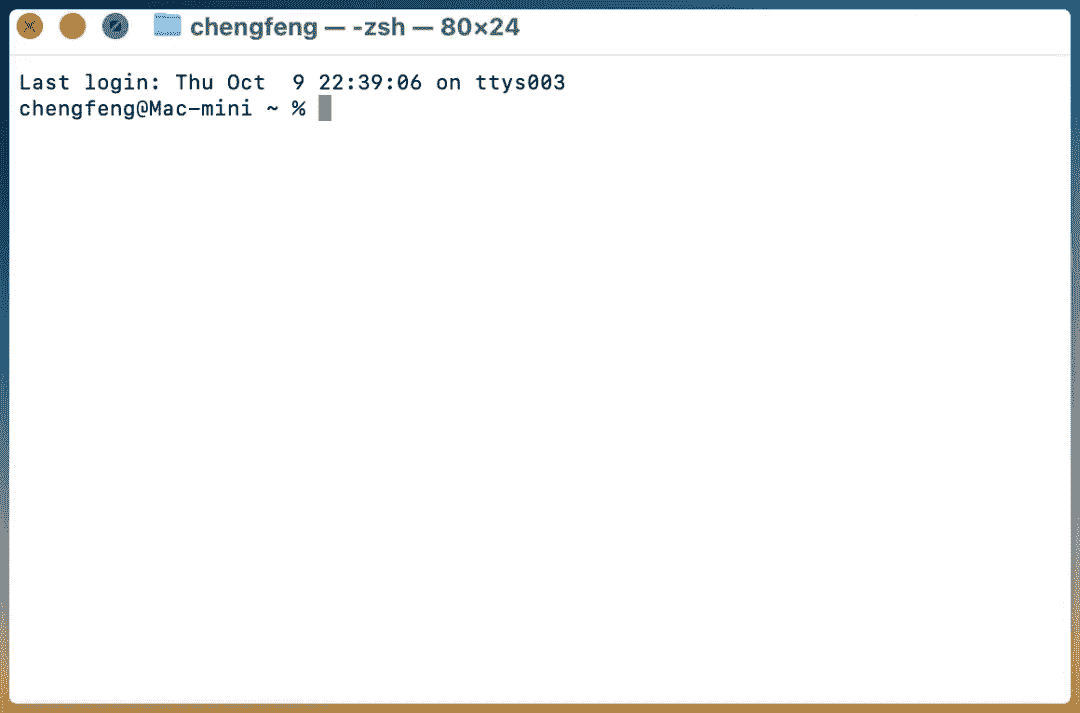 chengfeng — -zsh — 80×24
Last login: Thu Oct  9 22:39:06 on ttys003
chengfeng@Mac-mini ~ %